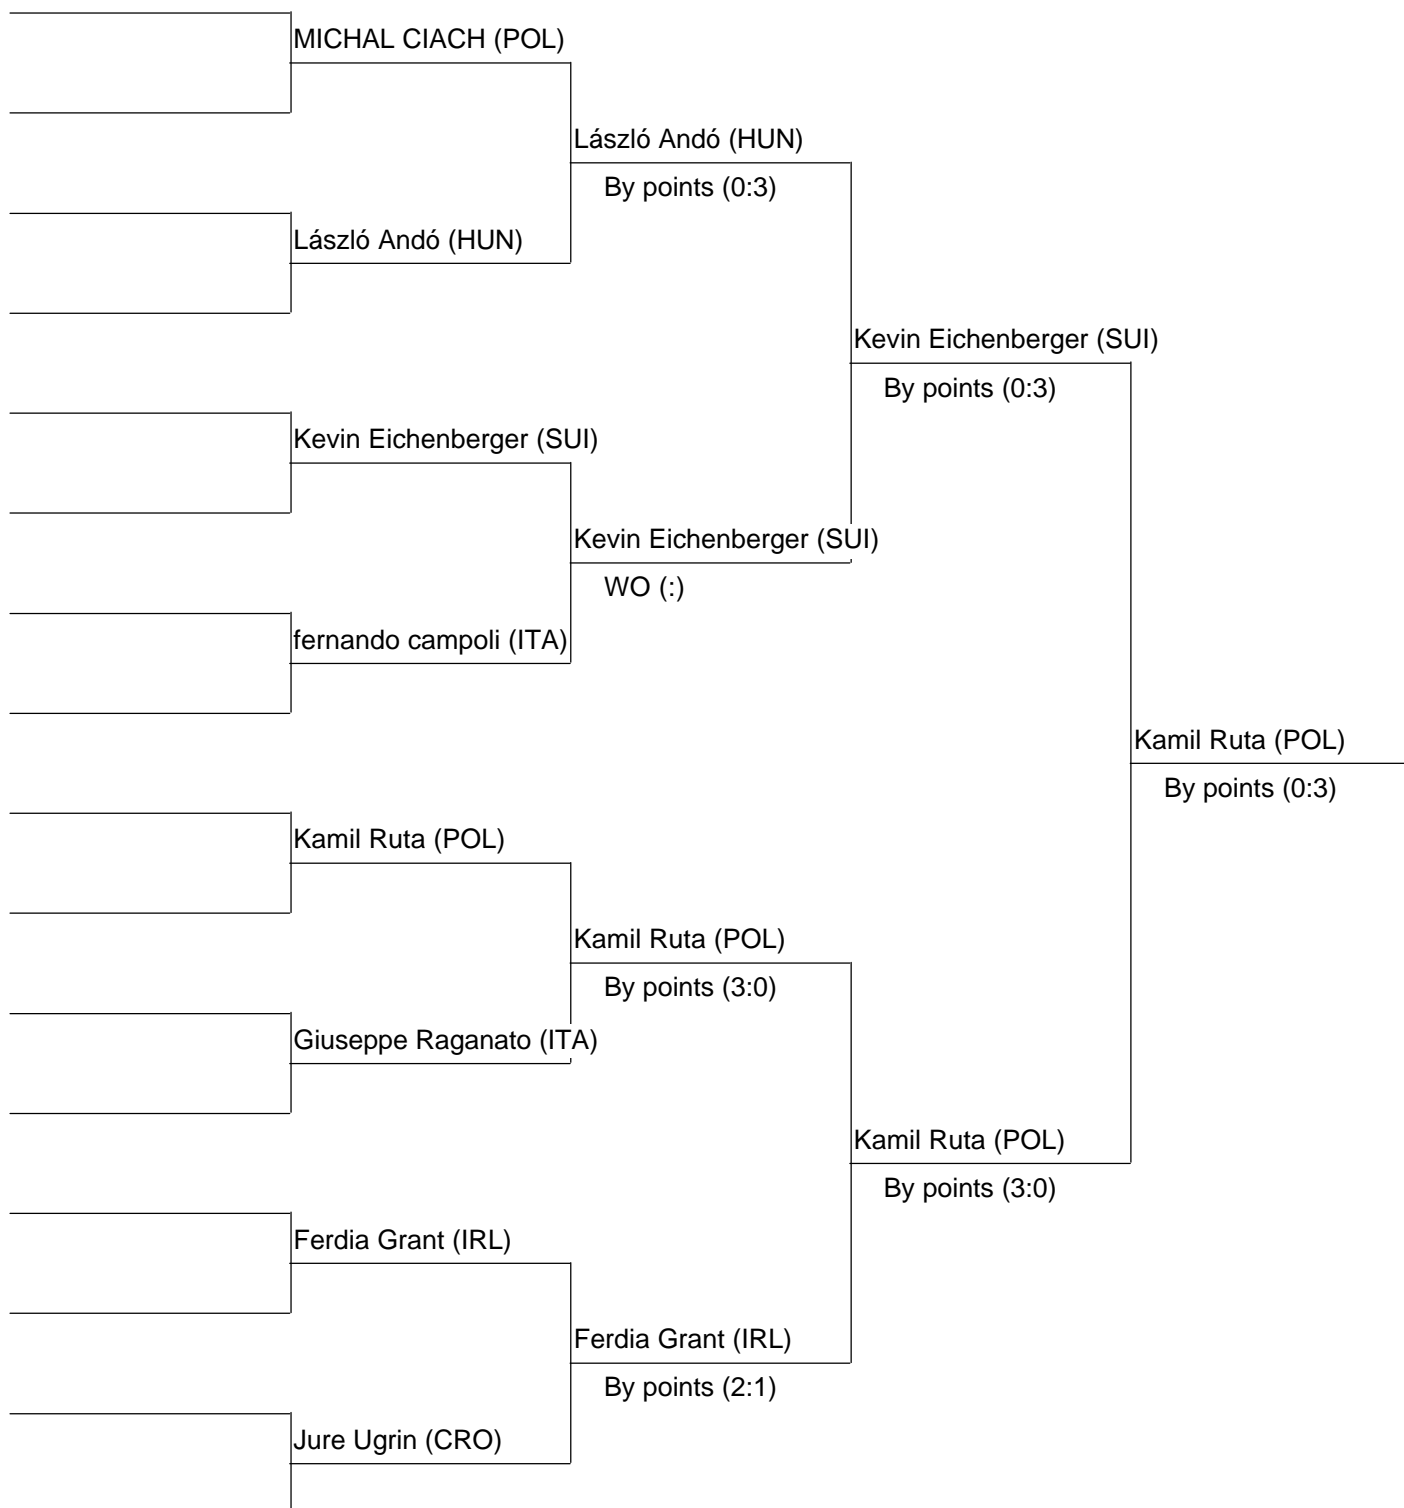 MICHAL CIACH (POL)
László Andó (HUN)
By points (0:3)
László Andó (HUN)
Kevin Eichenberger (SUI)
By points (0:3)
Kevin Eichenberger (SUI)
Kevin Eichenberger (SUI)
WO (:)
fernando campoli (ITA)
Kamil Ruta (POL)
By points (0:3)
Kamil Ruta (POL)
Kamil Ruta (POL)
By points (3:0)
Giuseppe Raganato (ITA)
Kamil Ruta (POL)
By points (3:0)
Ferdia Grant (IRL)
Ferdia Grant (IRL)
By points (2:1)
Jure Ugrin (CRO)